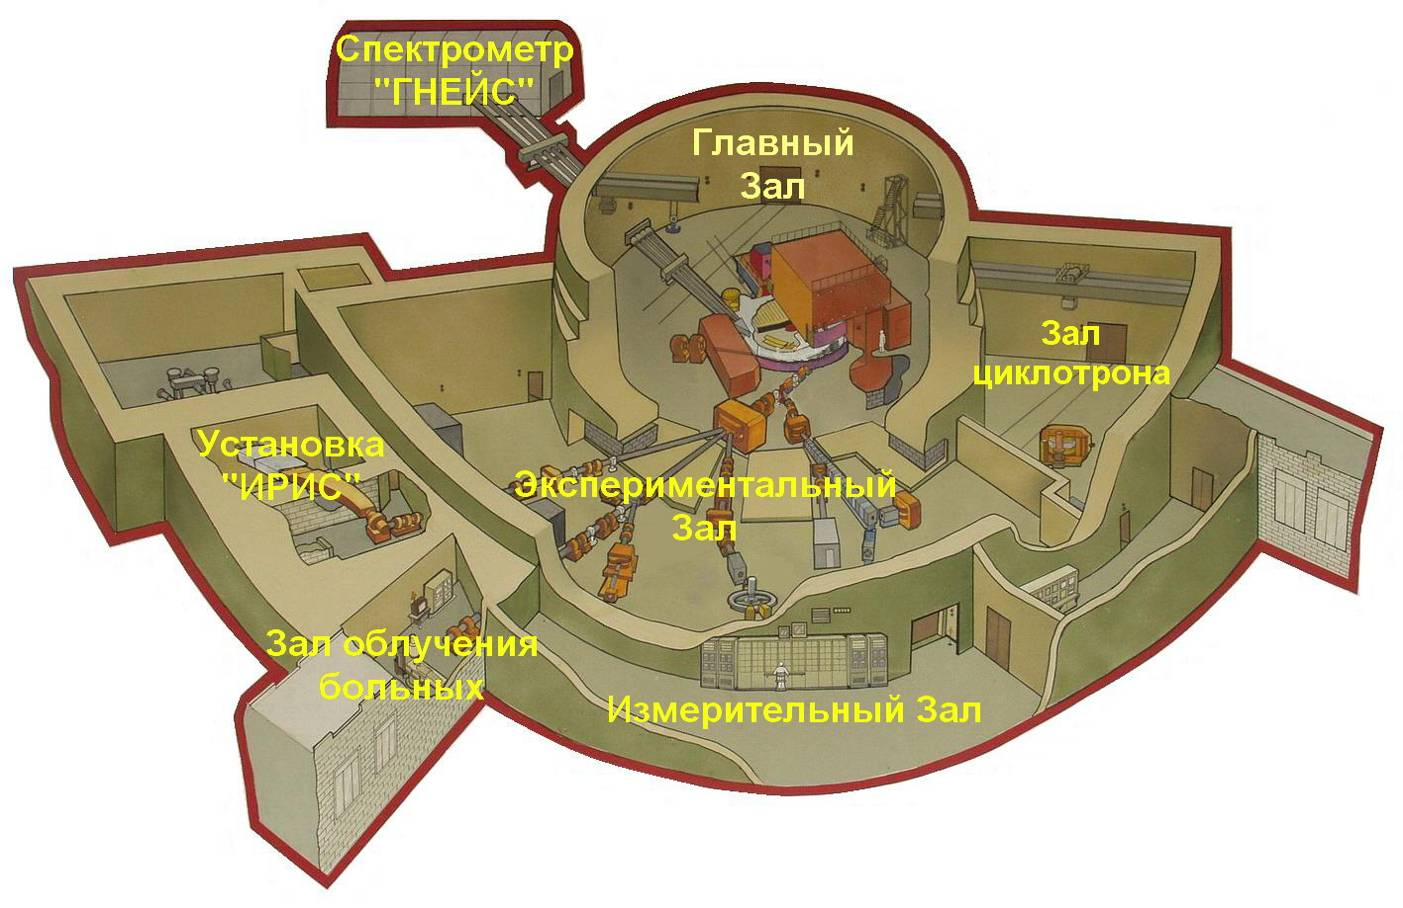 Спектрометр
"ГНЕЙС"
Главный
Зал
Зал
циклотрона
Установка
"ИРИС"
Экспериментальный
Зал
Зал облучения
больных
Измерительный Зал